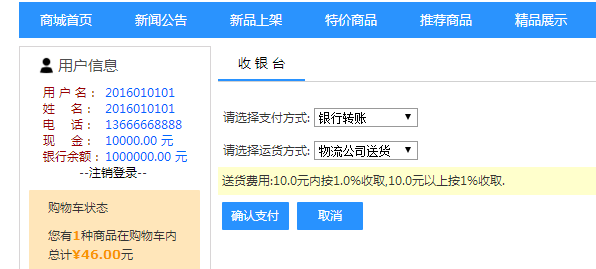 商城首页 新闻公告 新品上架 特价商品 推荐商品 精品展示
用户信息
用 户 名： 2016010101
姓 名： 2016010101
电 话： 13666668888
现 金： 10000.00 元
银行余额：1000000.00 元
--注销登录--
购物车状态
您有1种商品在购物车内
总计¥46.00元
收 银 台
请选择支付方式: 银行转账
请选择运货方式: 物流公司送货
送货费用:10.0元内按1.0%收取,10.0元以上按1%收取.
确认支付 取消